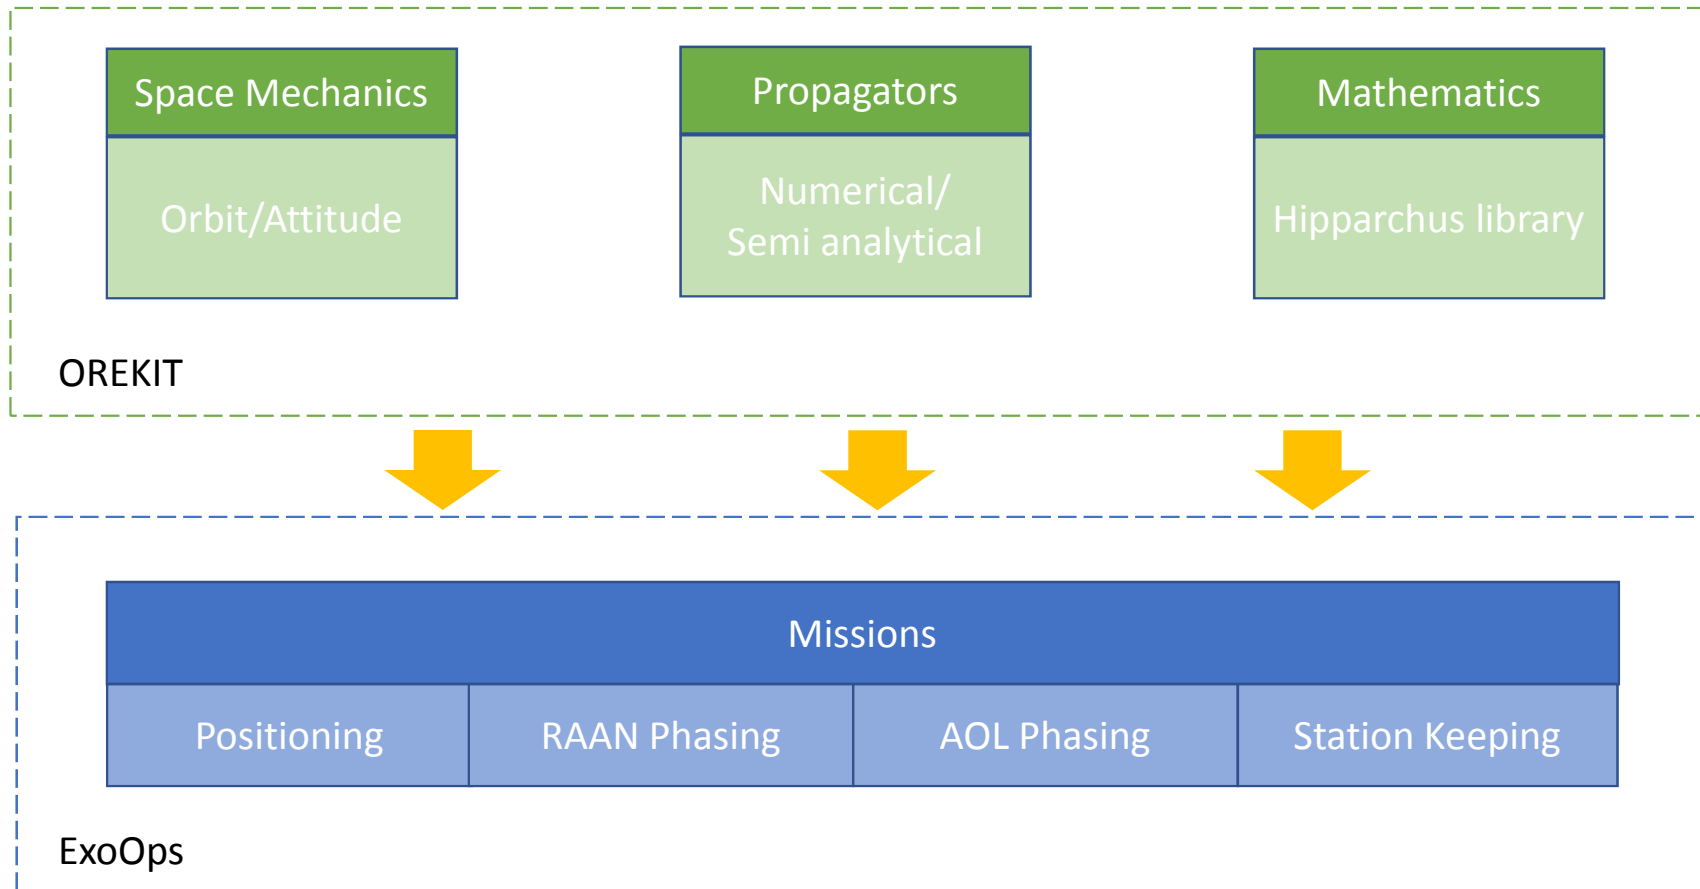 Space Mechanics
Orbit/Attitude
Propagators
Numerical/
Semi analytical
Mathematics
Hipparchus library
OREKIT
Missions
Positioning
RAAN Phasing
AOL Phasing
Station Keeping
ExoOps